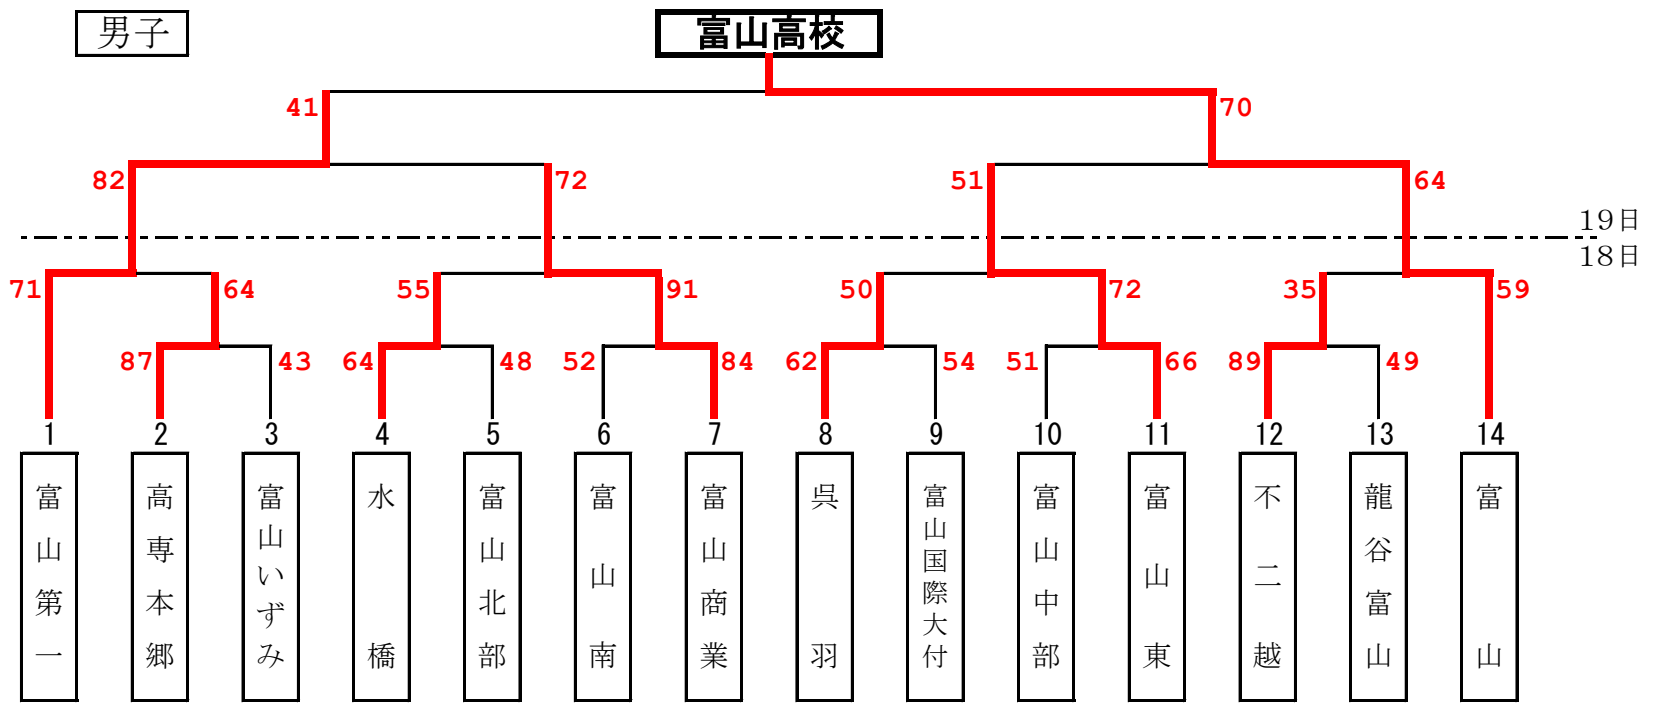 男子
富山高校
41 70
82 72 51 64
19日
18日
71 64 55 91 50 72 35 59
87 43 64 48 52 84 62 54 51 66 89 49
1 2 3 4 5 6 7 8 9 10 11 12 13 14
富山第一
高専本郷
富山いずみ
水橋
富山北部
富山南
富山商業
呉羽
富山国際大付
富山中部
富山東
不二越
龍谷富山
富山